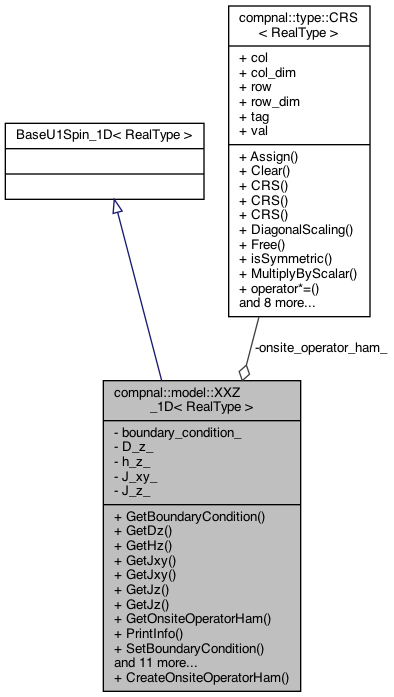 compnal::type::CRS
< RealType >
+ col
+ col_dim
+ row
+ row_dim
+ tag
+ val
+ Assign()
+ Clear()
+ CRS()
+ CRS()
+ CRS()
+ DiagonalScaling()
+ Free()
+ isSymmetric()
+ MultiplyByScalar()
+ operator*=()
and 8 more...
BaseU1Spin_1D< RealType >
-onsite_operator_ham_
compnal::model::XXZ
_1D< RealType >
- boundary_condition_
- D_z_
- h_z_
- J_xy_
- J_z_
+ GetBoundaryCondition()
+ GetDz()
+ GetHz()
+ GetJxy()
+ GetJxy()
+ GetJz()
+ GetJz()
+ GetOnsiteOperatorHam()
+ PrintInfo()
+ SetBoundaryCondition()
and 11 more...
+ CreateOnsiteOperatorHam()